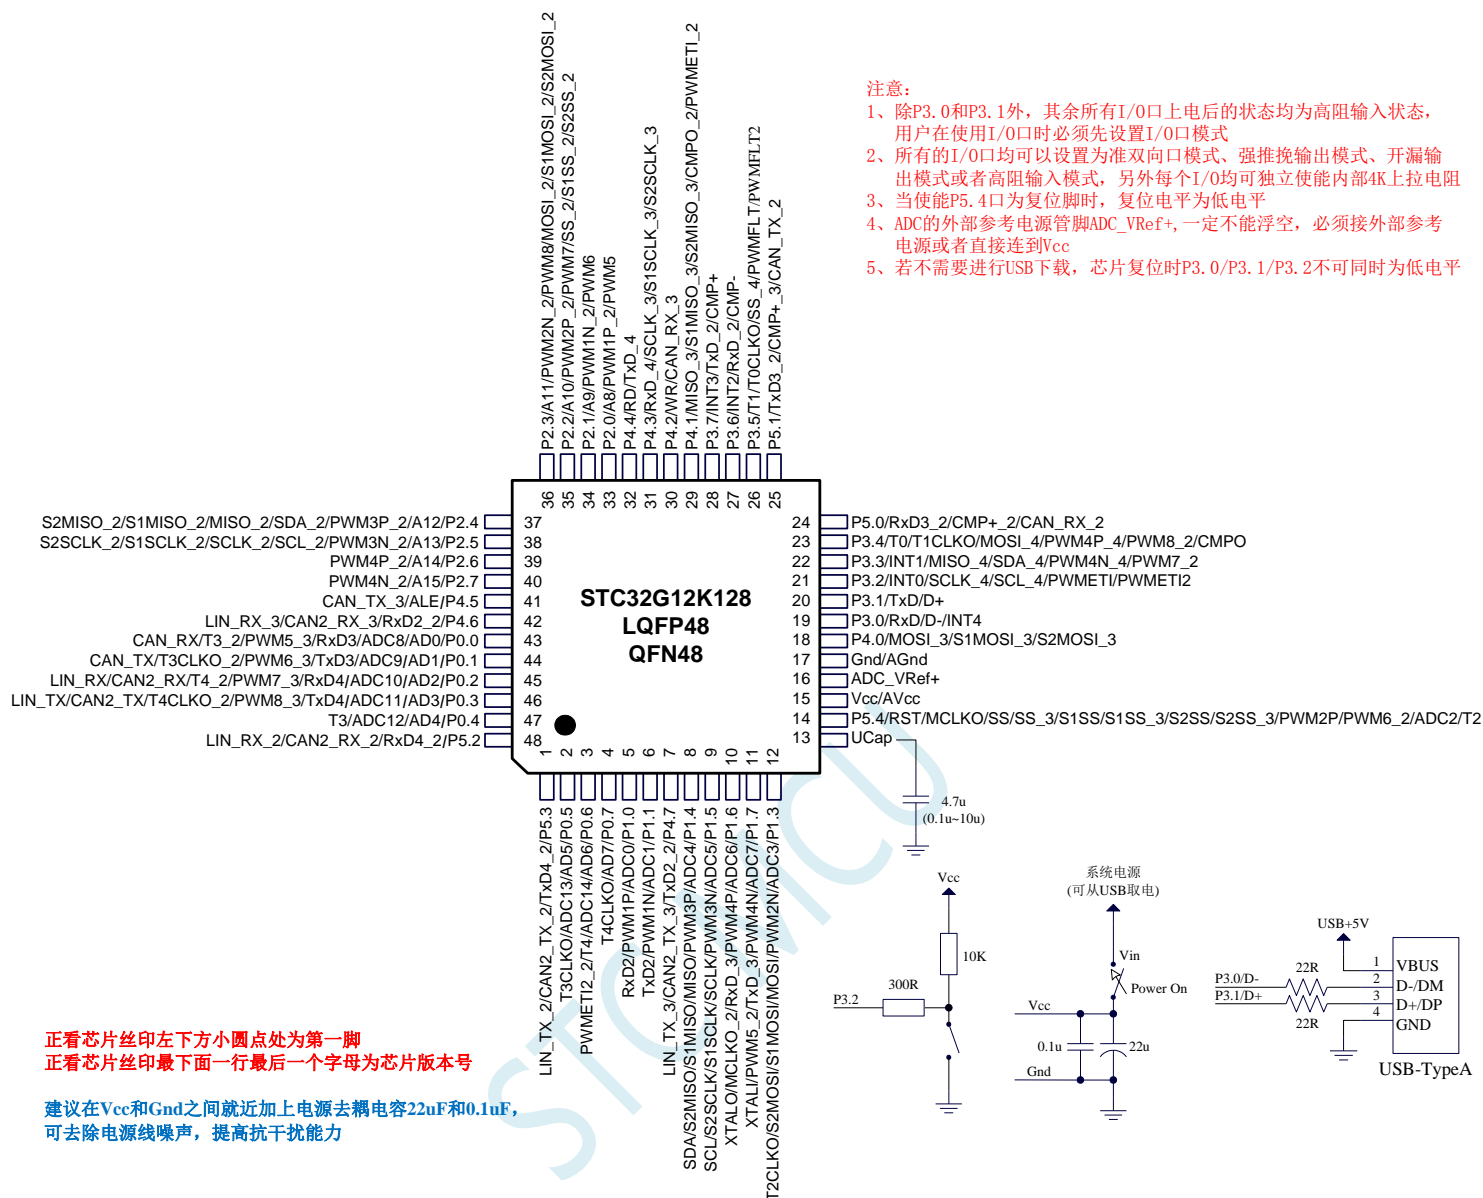 P2.3/A11/PWM2N_2/PWM8/MOSI_2/S1MOSI_2/S2MOSI_2
P2.2/A10/PWM2P_2/PWM7/SS_2/S1SS_2/S2SS_2
P2.1/A9/PWM1N_2/PWM6
P2.0/A8/PWM1P_2/PWM5
P4.4/RD/TxD_4
P4.3/RxD_4/SCLK_3/S1SCLK_3/S2SCLK_3
P4.2/WR/CAN_RX_3
P4.1/MISO_3/S1MISO_3/S2MISO_3/CMPO_2/PWMETI_2
P3.7/INT3/TxD_2/CMP+
P3.6/INT2/RxD_2/CMP-
P3.5/T1/T0CLKO/SS_4/PWMFLT/PWMFLT2
P5.1/TxD3_2/CMP+_3/CAN_TX_2
注意：
1、除P3.0和P3.1外，其余所有I/O口上电后的状态均为高阻输入状态，
用户在使用I/O口时必须先设置I/O口模式
2、所有的I/O口均可以设置为准双向口模式、强推挽输出模式、开漏输
出模式或者高阻输入模式，另外每个I/O均可独立使能内部4K上拉电阻
3、当使能P5.4口为复位脚时，复位电平为低电平
4、ADC的外部参考电源管脚ADC_VRef+,一定不能浮空，必须接外部参考
电源或者直接连到Vcc
5、若不需要进行USB下载，芯片复位时P3.0/P3.1/P3.2不可同时为低电平
36 35 34 33 32 31 30 29 28 27 26 25
S2MISO_2/S1MISO_2/MISO_2/SDA_2/PWM3P_2/A12/P2.4 37
S2SCLK_2/S1SCLK_2/SCLK_2/SCL_2/PWM3N_2/A13/P2.5 38
PWM4P_2/A14/P2.6 39
PWM4N_2/A15/P2.7 40
CAN_TX_3/ALE/P4.5 41
LIN_RX_3/CAN2_RX_3/RxD2_2/P4.6 42
CAN_RX/T3_2/PWM5_3/RxD3/ADC8/AD0/P0.0 43
CAN_TX/T3CLKO_2/PWM6_3/TxD3/ADC9/AD1/P0.1 44
LIN_RX/CAN2_RX/T4_2/PWM7_3/RxD4/ADC10/AD2/P0.2 45
LIN_TX/CAN2_TX/T4CLKO_2/PWM8_3/TxD4/ADC11/AD3/P0.3 46
T3/ADC12/AD4/P0.4 47
LIN_RX_2/CAN2_RX_2/RxD4_2/P5.2 48
STC32G12K128
LQFP48
QFN48
24 P5.0/RxD3_2/CMP+_2/CAN_RX_2
23 P3.4/T0/T1CLKO/MOSI_4/PWM4P_4/PWM8_2/CMPO
22 P3.3/INT1/MISO_4/SDA_4/PWM4N_4/PWM7_2
21 P3.2/INT0/SCLK_4/SCL_4/PWMETI/PWMETI2
20 P3.1/TxD/D+
19 P3.0/RxD/D-/INT4
18 P4.0/MOSI_3/S1MOSI_3/S2MOSI_3
17 Gnd/AGnd
16 ADC_VRef+
15 Vcc/AVcc
14 P5.4/RST/MCLKO/SS/SS_3/S1SS/S1SS_3/S2SS/S2SS_3/PWM2P/PWM6_2/ADC2/T2
13 UCap
1 2 3 4 5 6 7 8 9 10 11 12
LIN_TX_2/CAN2_TX_2/TxD4_2/P5.3
T3CLKO/ADC13/AD5/P0.5
PWMETI2_2/T4/ADC14/AD6/P0.6
T4CLKO/AD7/P0.7
RxD2/PWM1P/ADC0/P1.0
TxD2/PWM1N/ADC1/P1.1
LIN_TX_3/CAN2_TX_3/TxD2_2/P4.7
SDA/S2MISO/S1MISO/MISO/PWM3P/ADC4/P1.4
SCL/S2SCLK/S1SCLK/SCLK/PWM3N/ADC5/P1.5
XTALO/MCLKO_2/RxD_3/PWM4P/ADC6/P1.6
XTALI/PWM5_2/TxD_3/PWM4N/ADC7/P1.7
T2CLKO/S2MOSI/S1MOSI/MOSI/PWM2N/ADC3/P1.3
4.7u
(0.1u~10u)
Vcc
10K
300R
P3.2
系统电源
(可从USB取电)
Vin
Power On
Vcc
0.1u
22u
Gnd
USB+5V
P3.0/D-
P3.1/D+
22R
22R
1 VBUS
2 D-/DM
3 D+/DP
4 GND
USB-TypeA
正看芯片丝印左下方小圆点处为第一脚
正看芯片丝印最下面一行最后一个字母为芯片版本号
建议在Vcc和Gnd之间就近加上电源去耦电容22uF和0.1uF，
可去除电源线噪声，提高抗干扰能力
STC MCU